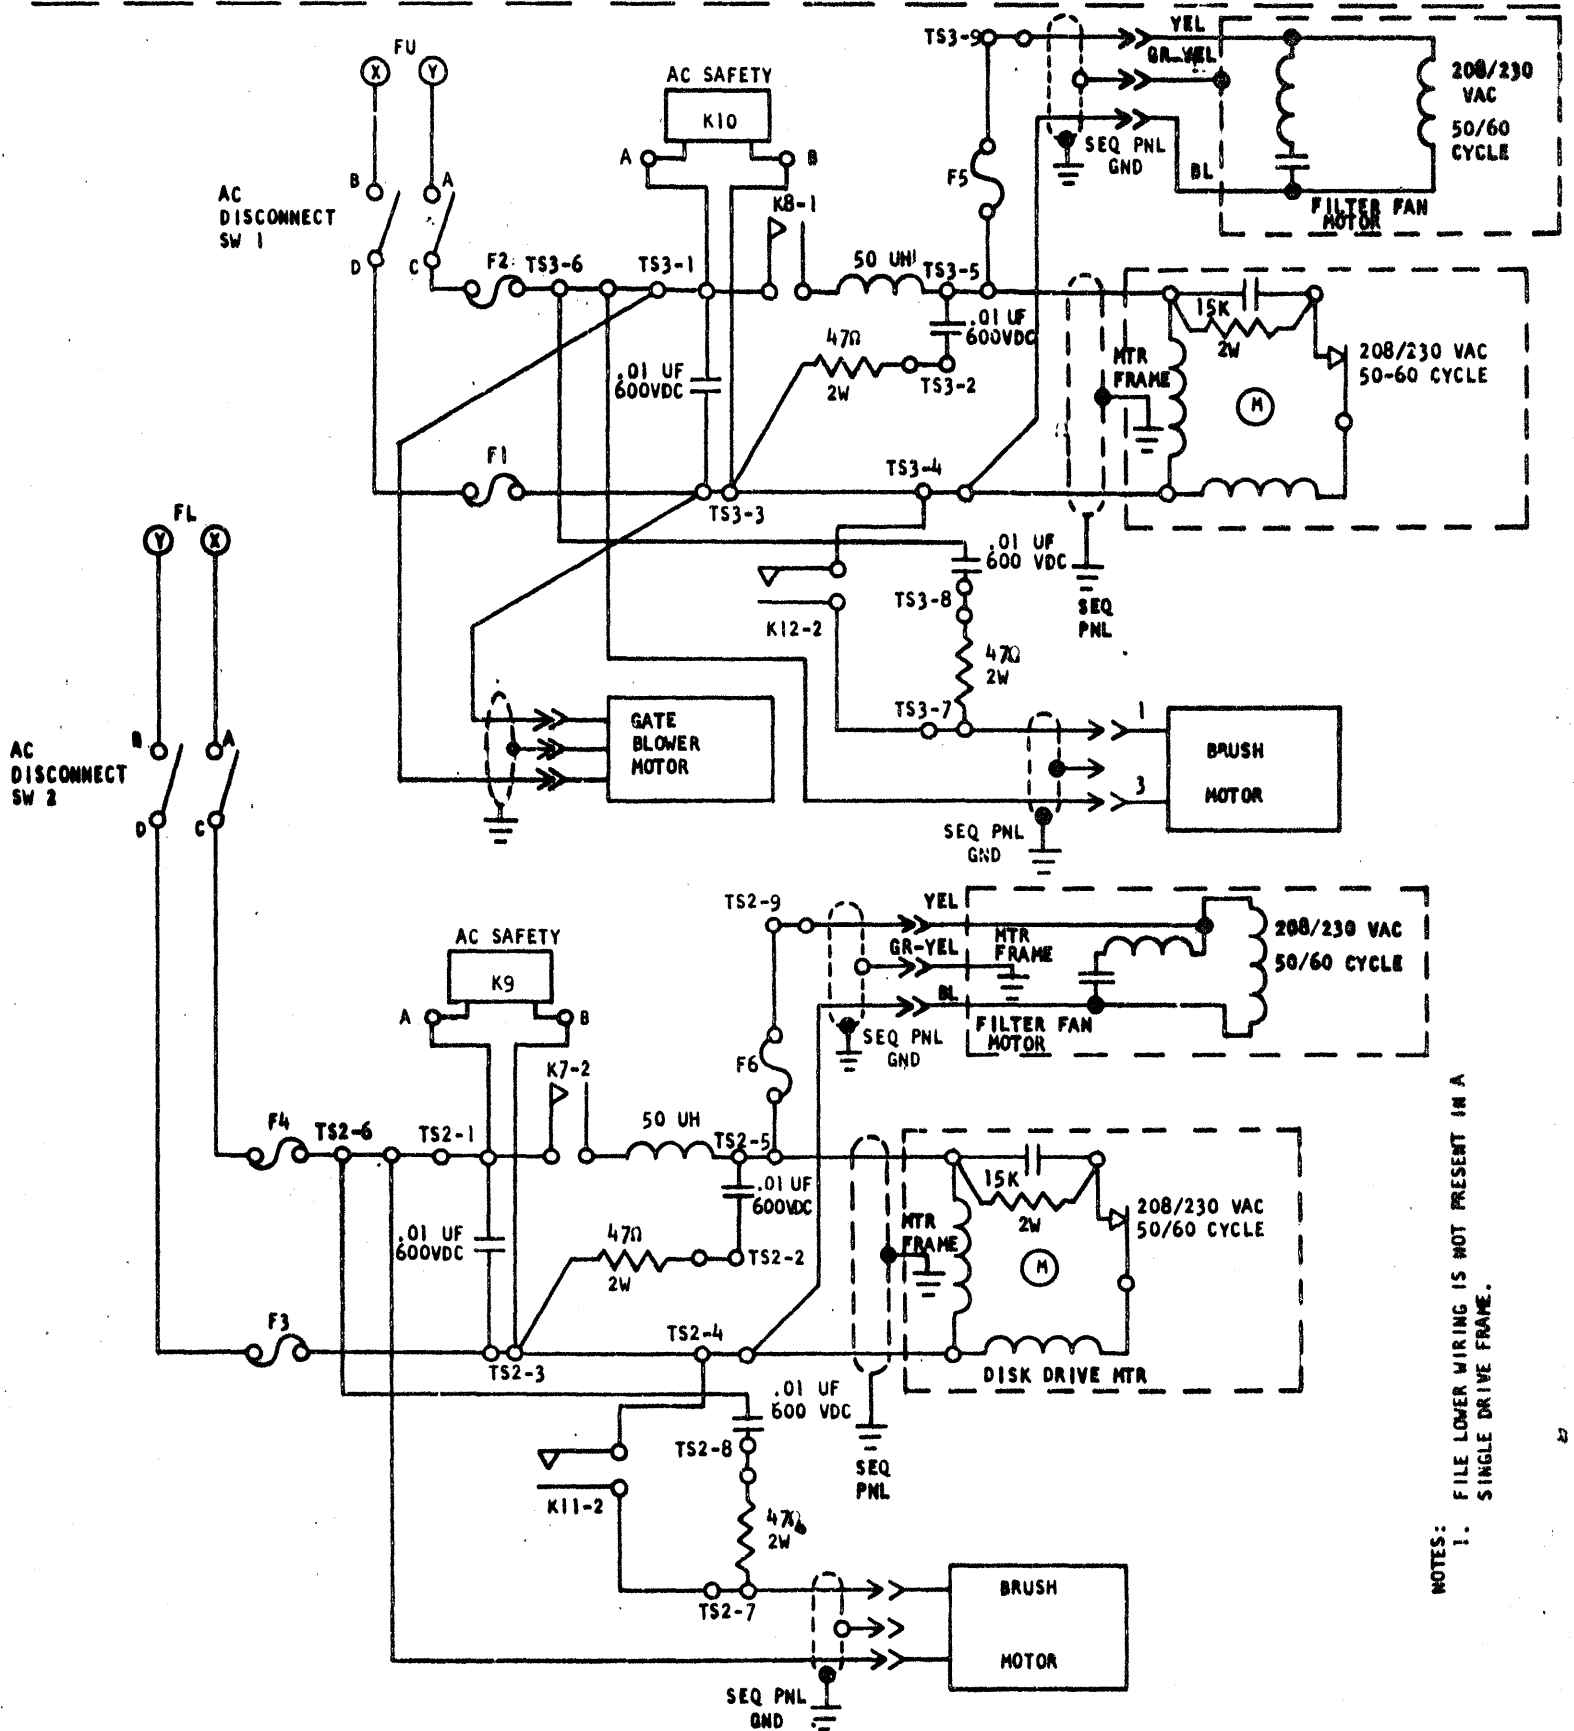 FU
X
Y
B
A
AC
DISCONNECT
SW 1
D
C
F2
TS3-6
TS3-1
AC SAFETY
K10
A
B
K8-1
50 UH
TS3-5
TS3-9
F5
YEL
GR-YEL
SEQ PNL
GND
BL
208/230
VAC
50/60
CYCLE
FILTER FAN
MOTOR
.01 UF
600VDC
47Ω
2W
TS3-2
.01 UF
600VDC
15K
2W
MTR
FRAME
M
208/230 VAC
50-60 CYCLE
F1
TS3-3
TS3-4
.01 UF
600 VDC
SEQ
PNL
TS3-8
K12-2
47Ω
2W
TS3-7
GATE
BLOWER
MOTOR
1
3
BRUSH
MOTOR
SEQ PNL
GND
FL
Y
X
A
AC
DISCONNECT
SW 2
D
C
F4
TS2-6
TS2-1
AC SAFETY
K9
A
B
K7-2
50 UH
TS2-5
TS2-9
F6
YEL
GR-YEL
BL
MTR
FRAME
SEQ PNL
GND
FILTER FAN
MOTOR
208/230 VAC
50/60 CYCLE
.01 UF
600VDC
47Ω
2W
TS2-2
.01 UF
600VDC
15K
2W
MTR
FRAME
M
208/230 VAC
50/60 CYCLE
DISK DRIVE MTR
F3
TS2-3
TS2-4
.01 UF
600 VDC
SEQ
PNL
TS2-8
K11-2
47Ω
2W
TS2-7
BRUSH
MOTOR
SEQ PNL
GND
NOTES:
1. FILE LOWER WIRING IS NOT PRESENT IN A
SINGLE DRIVE FRAME.